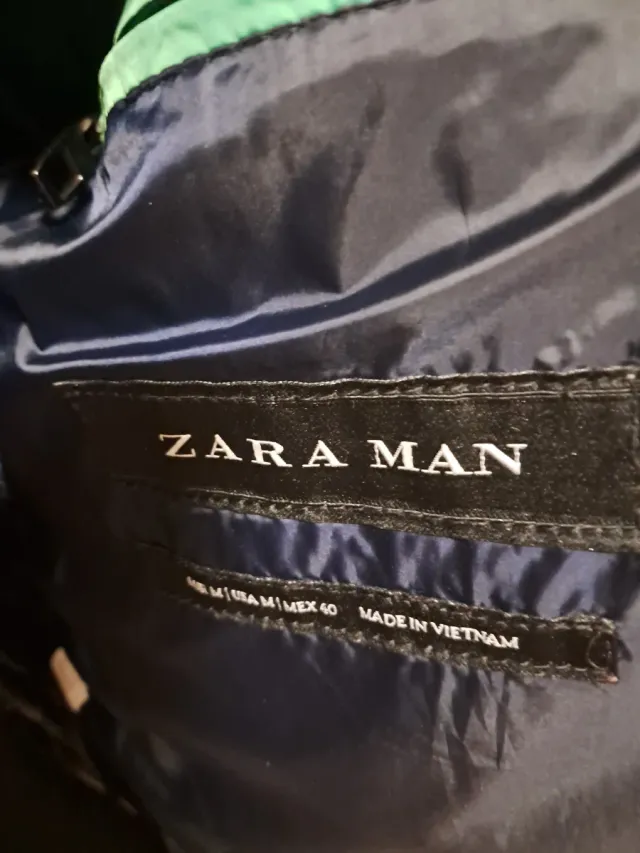 ZARA MAN
M | USA M | MEX 40 MADE IN VIETNAM